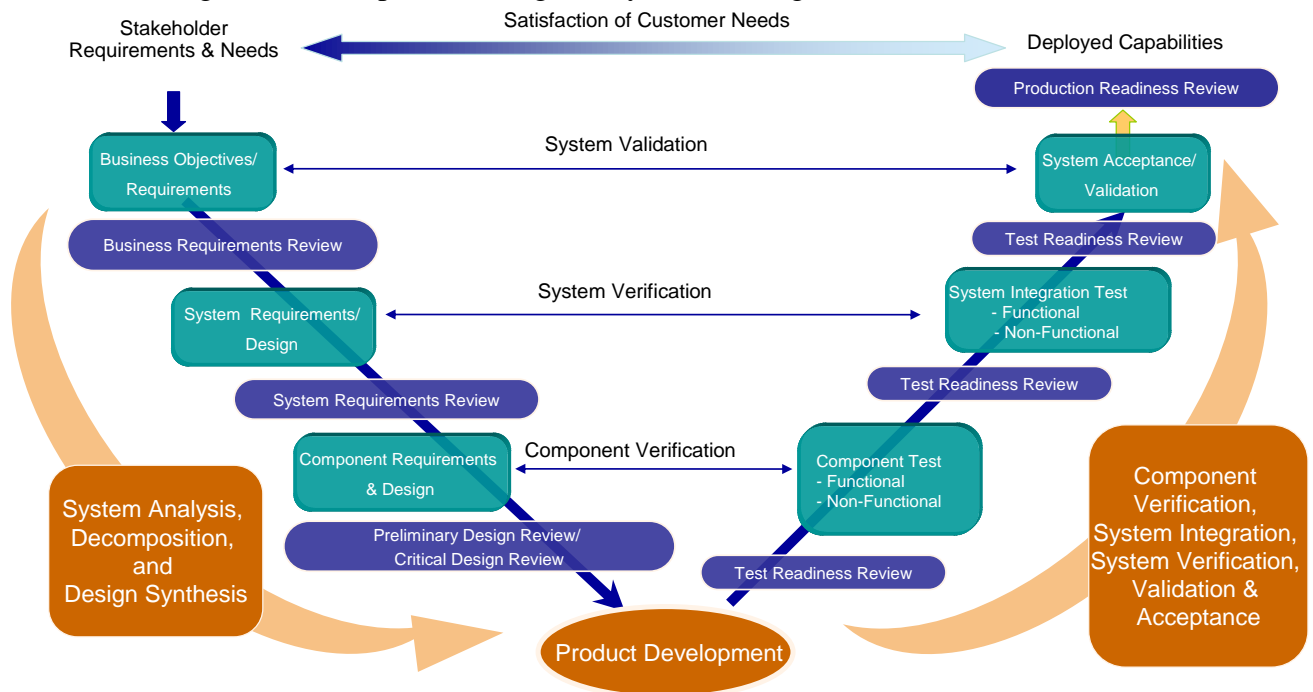 Satisfaction of Customer Needs
Stakeholder
Requirements & Needs
Deployed Capabilities
Production Readiness Review
Business Objectives/
Requirements
System Validation
System Acceptance/
Validation
Business Requirements Review
Test Readiness Review
System Requirements/
Design
System Verification
System Integration Test
- Functional
- Non-Functional
System Requirements Review
Test Readiness Review
Component Requirements
& Design
Component Verification
Component Test
- Functional
- Non-Functional
Preliminary Design Review/
Critical Design Review
Test Readiness Review
System Analysis,
Decomposition,
and
Design Synthesis
Product Development
Component
Verification,
System Integration,
System Verification,
Validation &
Acceptance